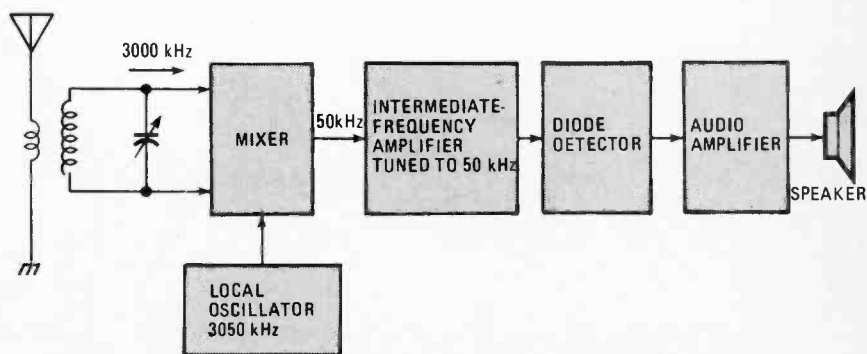 3000 kHz
MIXER
50kHz
INTERMEDIATE-
FREQUENCY
AMPLIFIER
TUNED TO 50 kHz
DIODE
DETECTOR
AUDIO
AMPLIFIER
SPEAKER
LOCAL
OSCILLATOR
3050 kHz